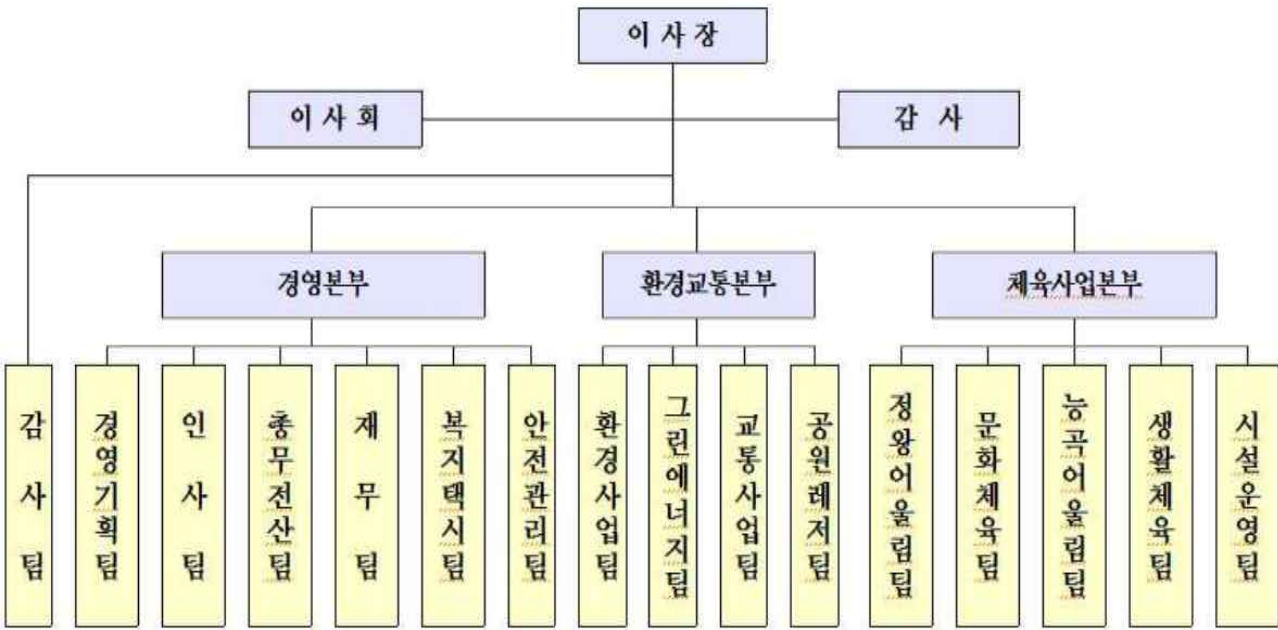 이 사 장
이 사 회
감 사
경영본부
환경교통본부
체육사업본부
감사팀
경영기획팀
인사팀
총무전산팀
재무팀
복지택시팀
안전관리팀
환경사업팀
그린에너지팀
교통사업팀
공원레저팀
정왕어울림팀
문화체육팀
능곡어울림팀
생활체육팀
시설운영팀